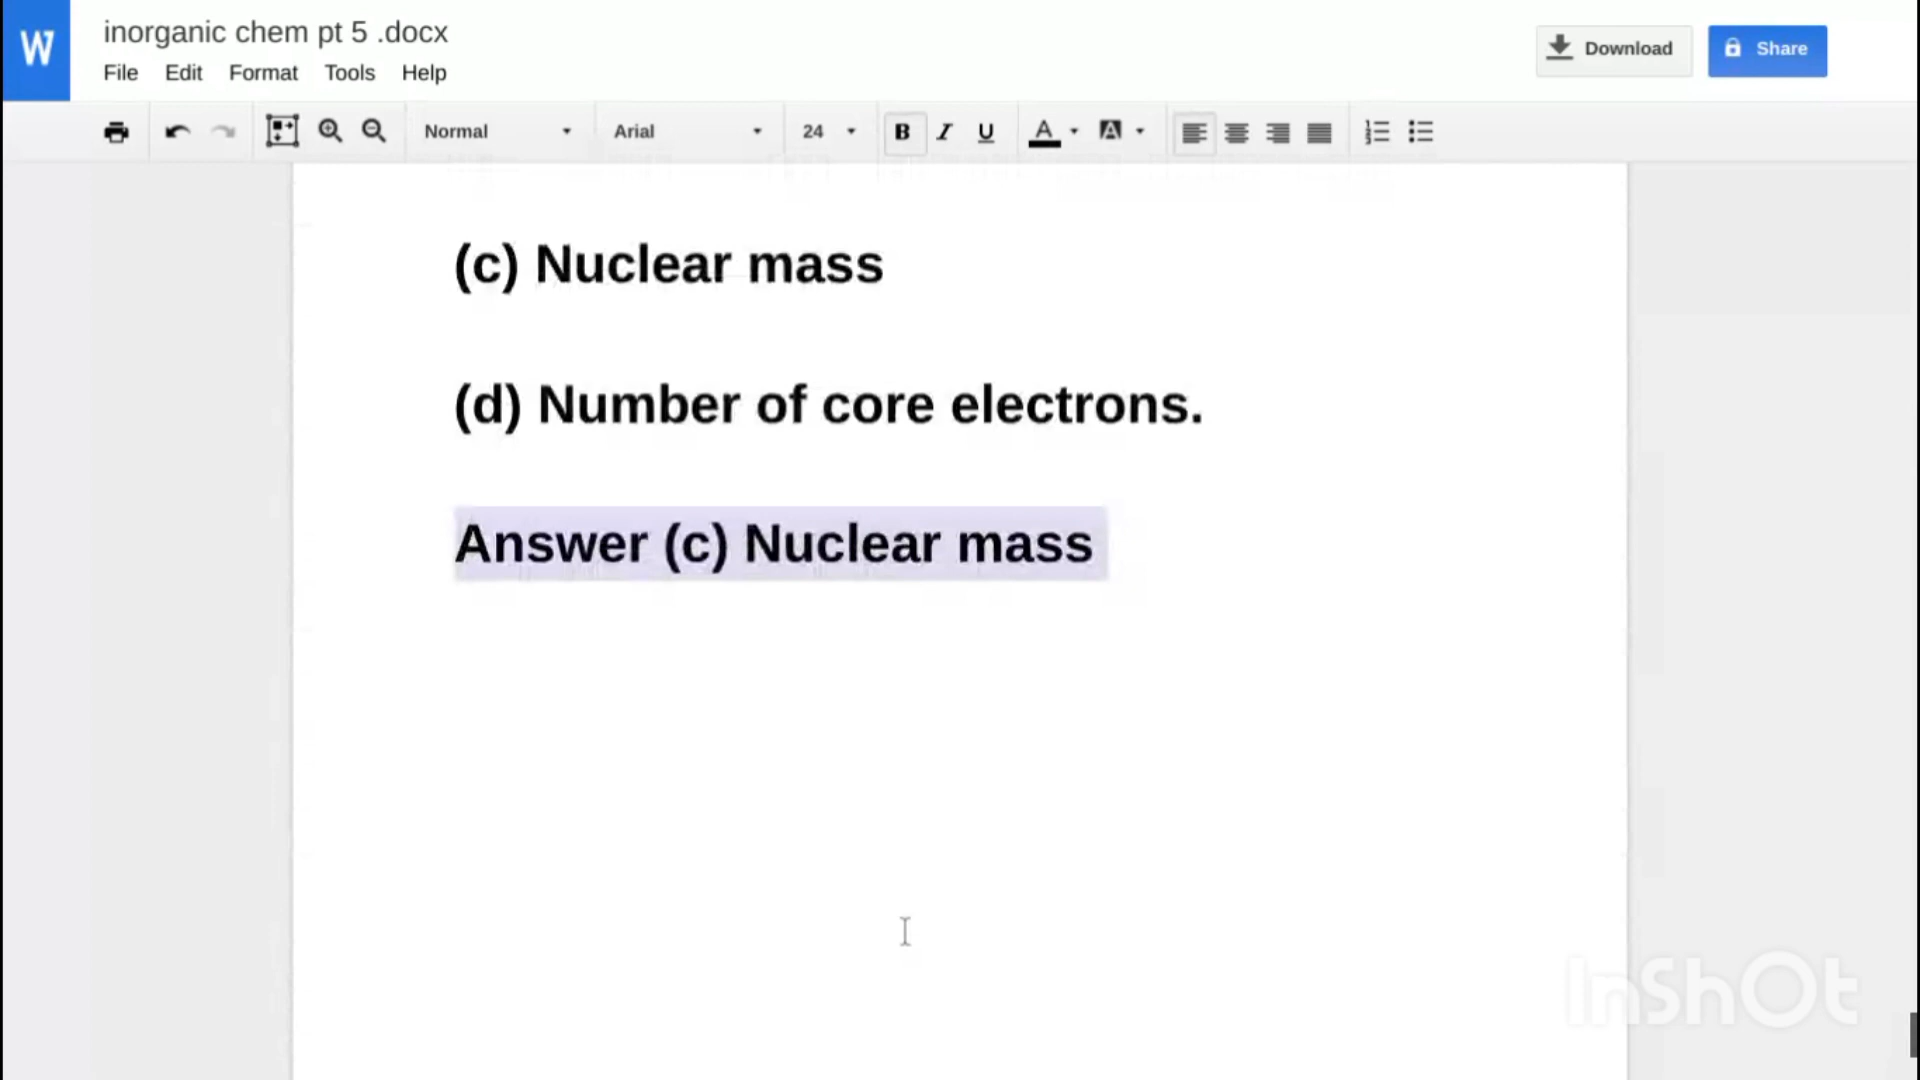 W
inorganic chem pt 5 .docx
File Edit Format Tools Help
Download
Share
Normal
Arial
24
B I U A A
(c) Nuclear mass
(d) Number of core electrons.
Answer (c) Nuclear mass
InShOt